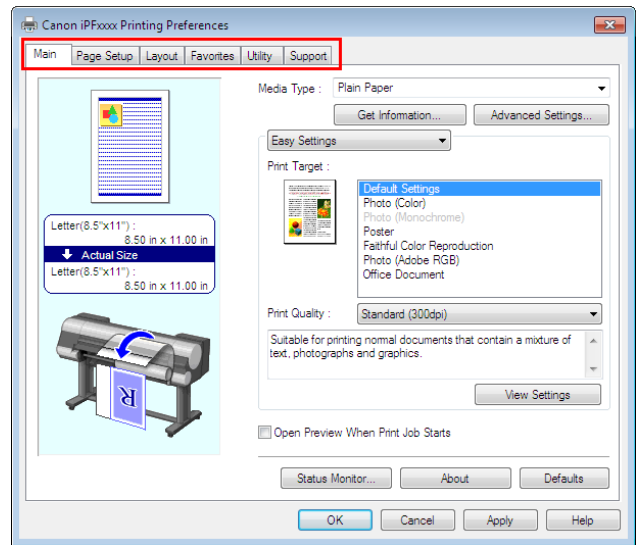 Canon iPFxxxx Printing Preferences
Main Page Setup Layout Favorites Utility Support
Media Type : Plain Paper
Get Information... Advanced Settings...
Easy Settings
Print Target :
Default Settings
Photo (Color)
Photo (Monochrome)
Poster
Faithful Color Reproduction
Photo (Adobe RGB)
Office Document
Letter(8.5"x11") :
8.50 in x 11.00 in
Actual Size
Letter(8.5"x11") :
8.50 in x 11.00 in
R
Print Quality : Standard (300dpi)
Suitable for printing normal documents that contain a mixture of
text, photographs and graphics.
View Settings
Open Preview When Print Job Starts
Status Monitor... About Defaults
OK Cancel Apply Help